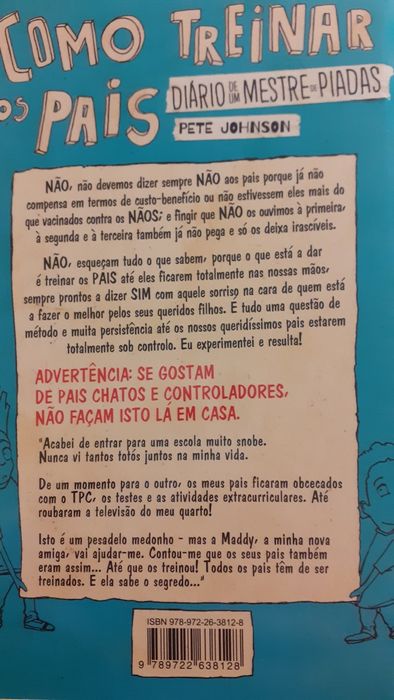 COMO TREINAR
OS PAIS
DIÁRIO DE UM MESTRE DE PIADAS
PETE JOHNSON
NÃO, não devemos dizer sempre NÃO aos pais porque já não
compensa em termos de custo-benefício ou não estivessem eles mais do
que vacinados contra os NÃOS; e fingir que NÃO os ouvimos à primeira,
à segunda e à terceira também já não pega e só os deixa irascíveis.
NÃO, esqueçam tudo o que sabem, porque o que está a dar
é treinar os PAIS até eles ficarem totalmente nas nossas mãos,
sempre prontos a dizer SIM com aquele sorriso na cara de quem está
a fazer o melhor pelos seus queridos filhos. É tudo uma questão de
método e muita persistência até os nossos queridíssimos pais estarem
totalmente sob controlo. Eu experimentei e resulta!
ADVERTÊNCIA: SE GOSTAM
DE PAIS CHATOS E CONTROLADORES,
NÃO FAÇAM ISTO LÁ EM CASA.
"Acabei de entrar para uma escola muito snobe.
Nunca vi tantos totós juntos na minha vida.
De um momento para o outro, os meus pais ficaram obcecados
com o TPC, os testes e as atividades extracurriculares. Até
roubaram a televisão do meu quarto!
Isto é um pesadelo medonho - mas a Maddy, a minha nova
amiga, vai ajudar-me. Contou-me que os seus pais também
eram assim... Até que os treinou! Todos os pais têm de ser
treinados. E ela sabe o segredo..."
ISBN 978-972-26-3812-8
9 789722 638128